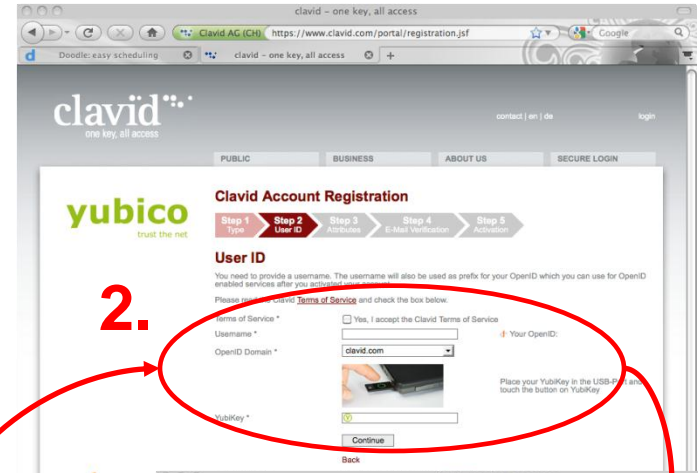 clavid – one key, all access
Clavid AG (CH) https://www.clavid.com/portal/registration.jsf Google
Doodle: easy scheduling clavid – one key, all access
clavid
one key, all access
contact | en | de login
PUBLIC BUSINESS ABOUT US SECURE LOGIN
yubico
trust the net
Clavid Account Registration
Step 1 Step 2 Step 3 Step 4 Step 5
Type User ID Attributes E-Mail Verification Activation
User ID
You need to provide a username. The username will also be used as prefix for your OpenID which you can use for OpenID
enabled services after you activated your account.
Please read the Clavid Terms of Service and check the box below.
2.
Terms of Service * Yes, I accept the Clavid Terms of Service
Username * Your OpenID:
OpenID Domain * clavid.com
Place your YubiKey in the USB-Port and
touch the button on YubiKey
YubiKey *
Continue
Back